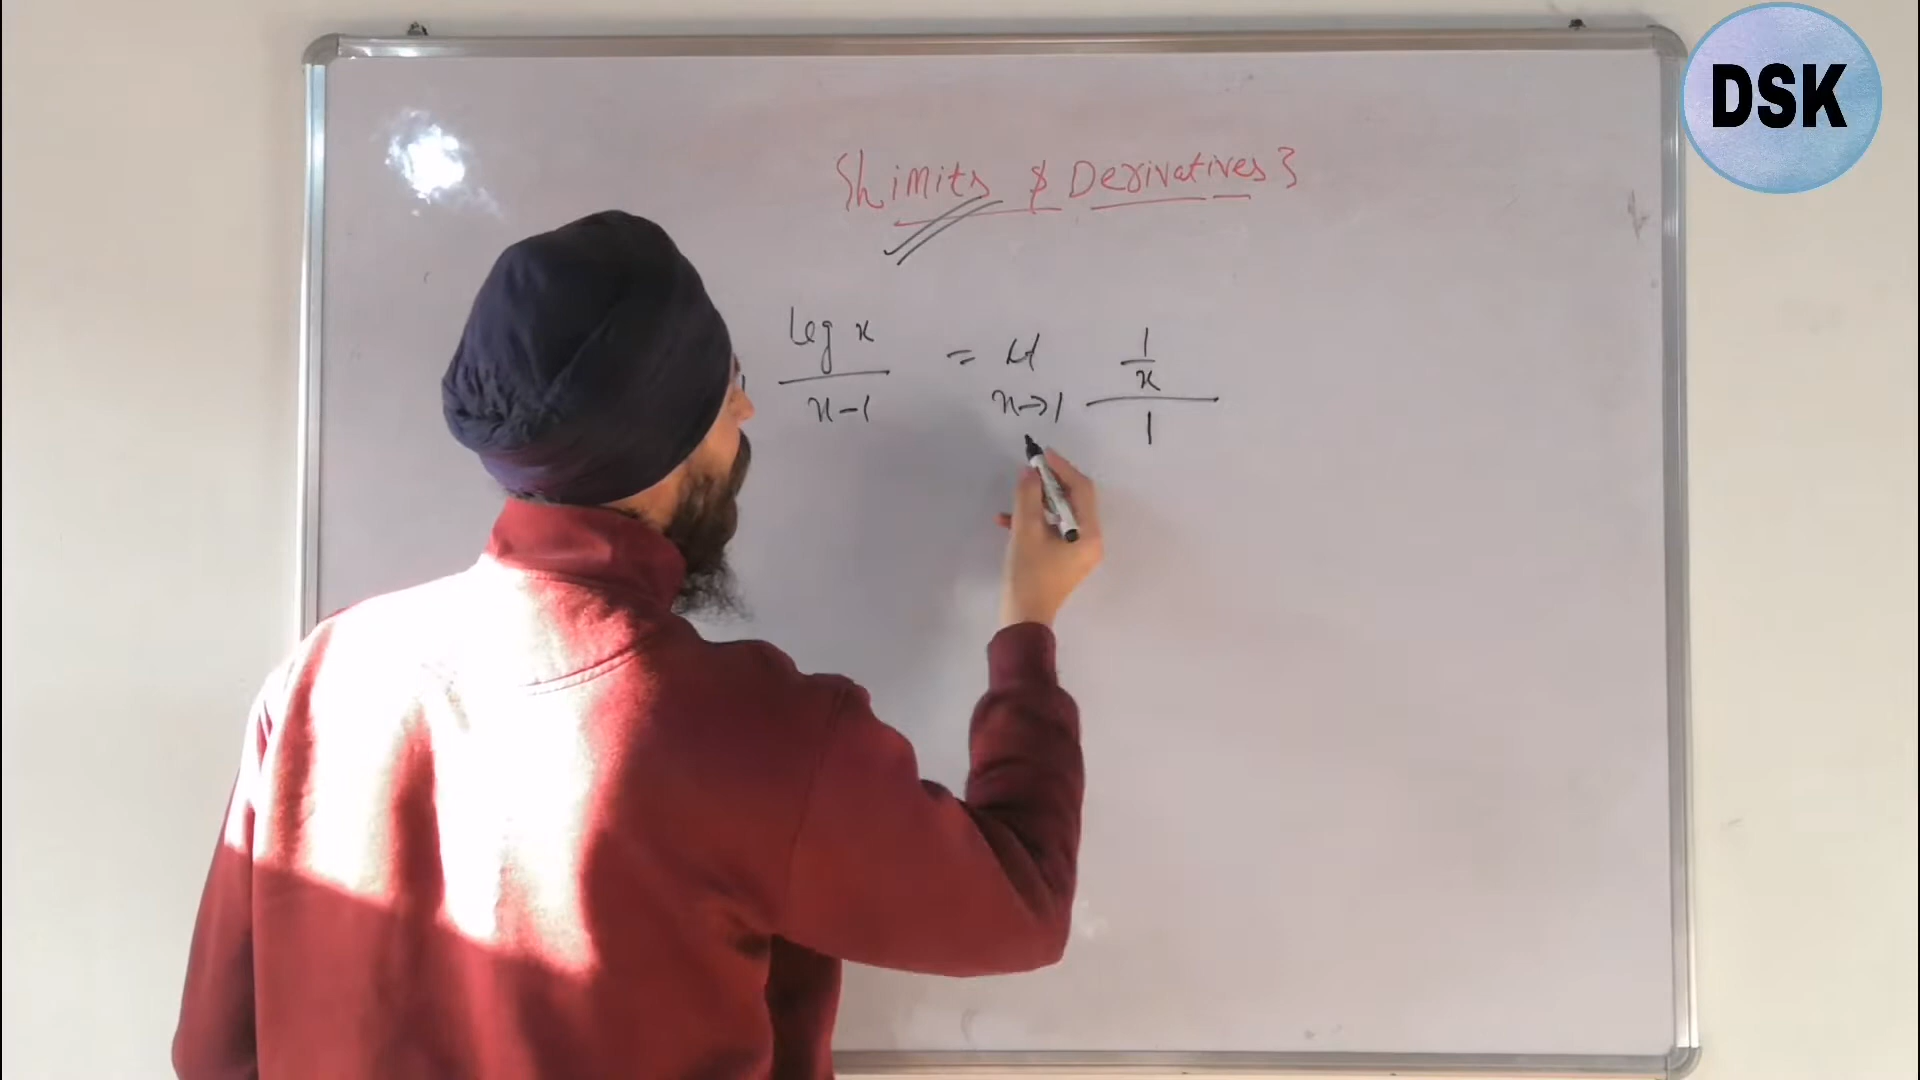 DSK
{Limits & Derivatives}
log x / x-1 = Lt x→1 1/x / 1